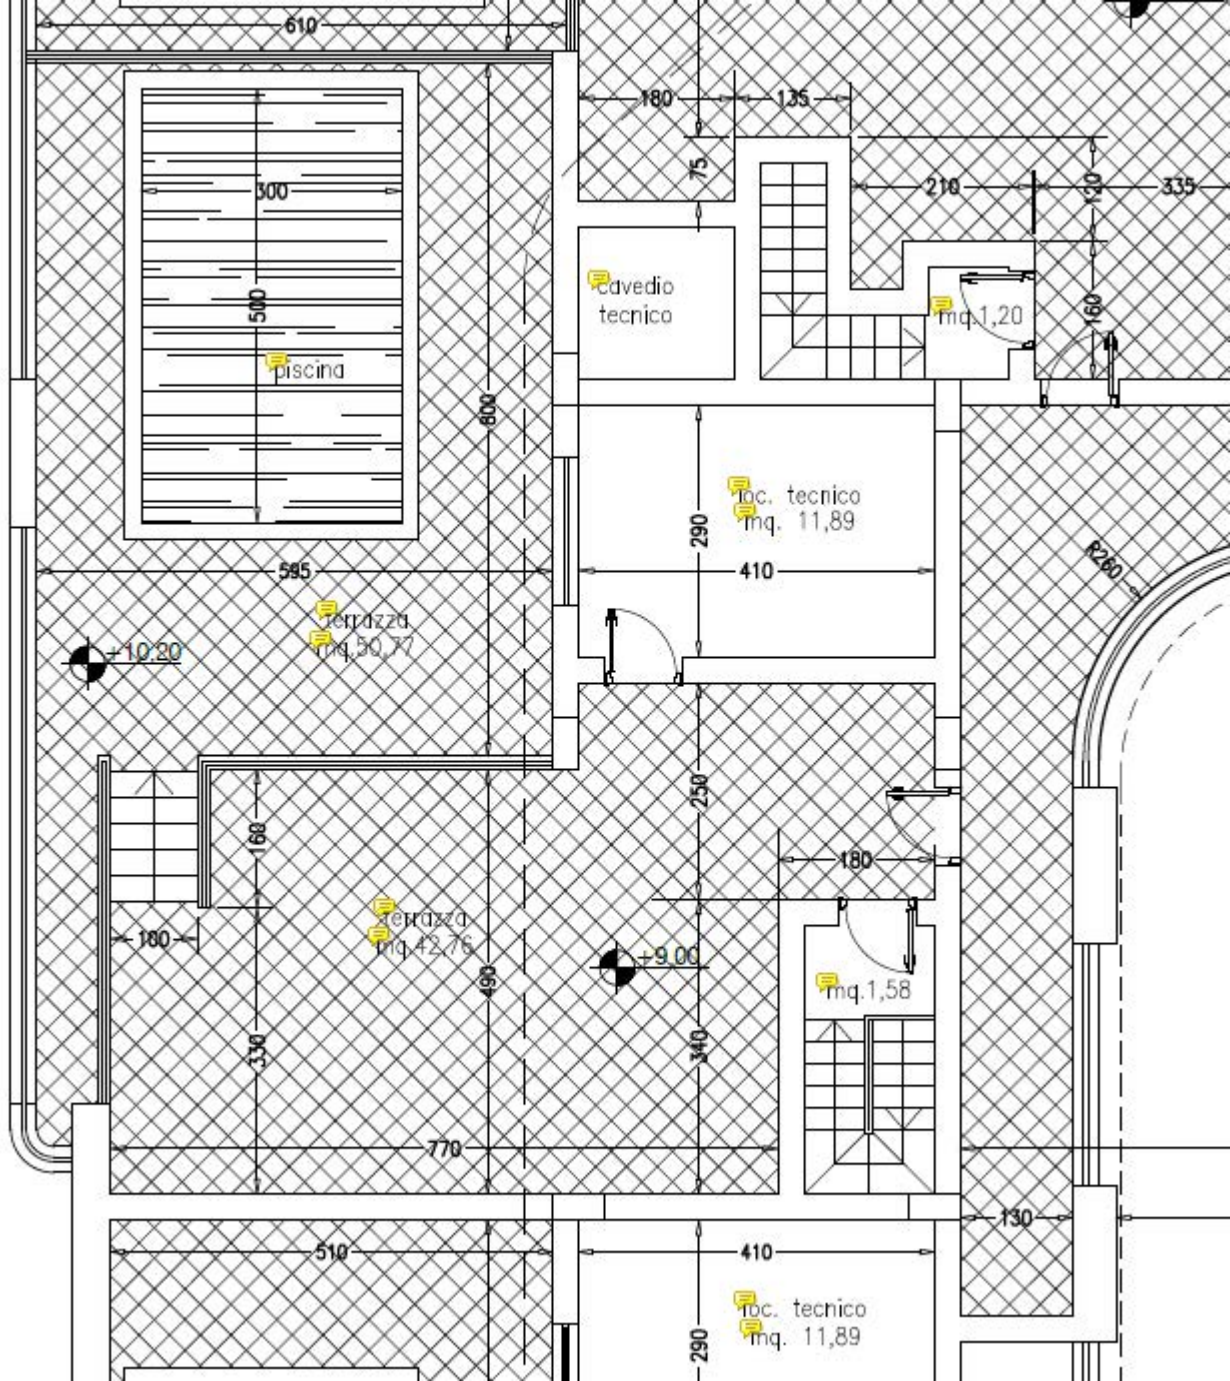 610
180
135
75
210
120
335
300
cavedio
tecnico
500
mq.1,20
160
piscina
800
loc. tecnico
mq. 11,89
290
410
R260
595
terrazza
mq.50,77
+10.20
250
160
180
terrazza
mq.42,76
100
+9.00
490
mq.1,58
330
340
770
130
510
410
loc. tecnico
mq. 11,89
290